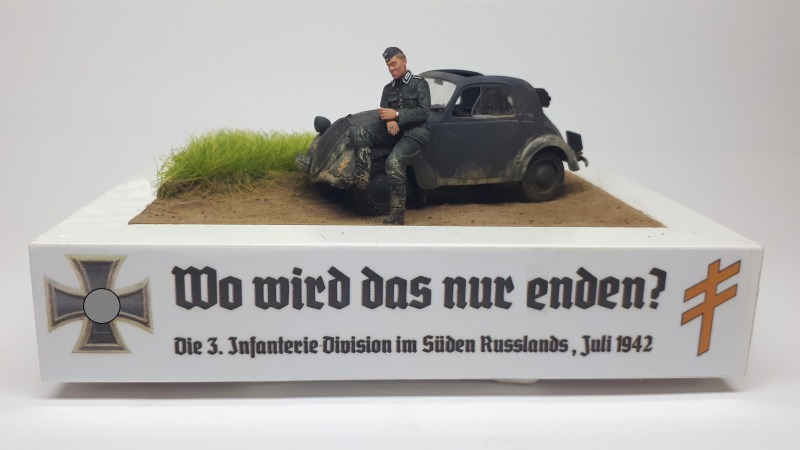 Wo wird das nur enden?
Die 3. Infanterie-Division im Süden Russlands, Juli 1942